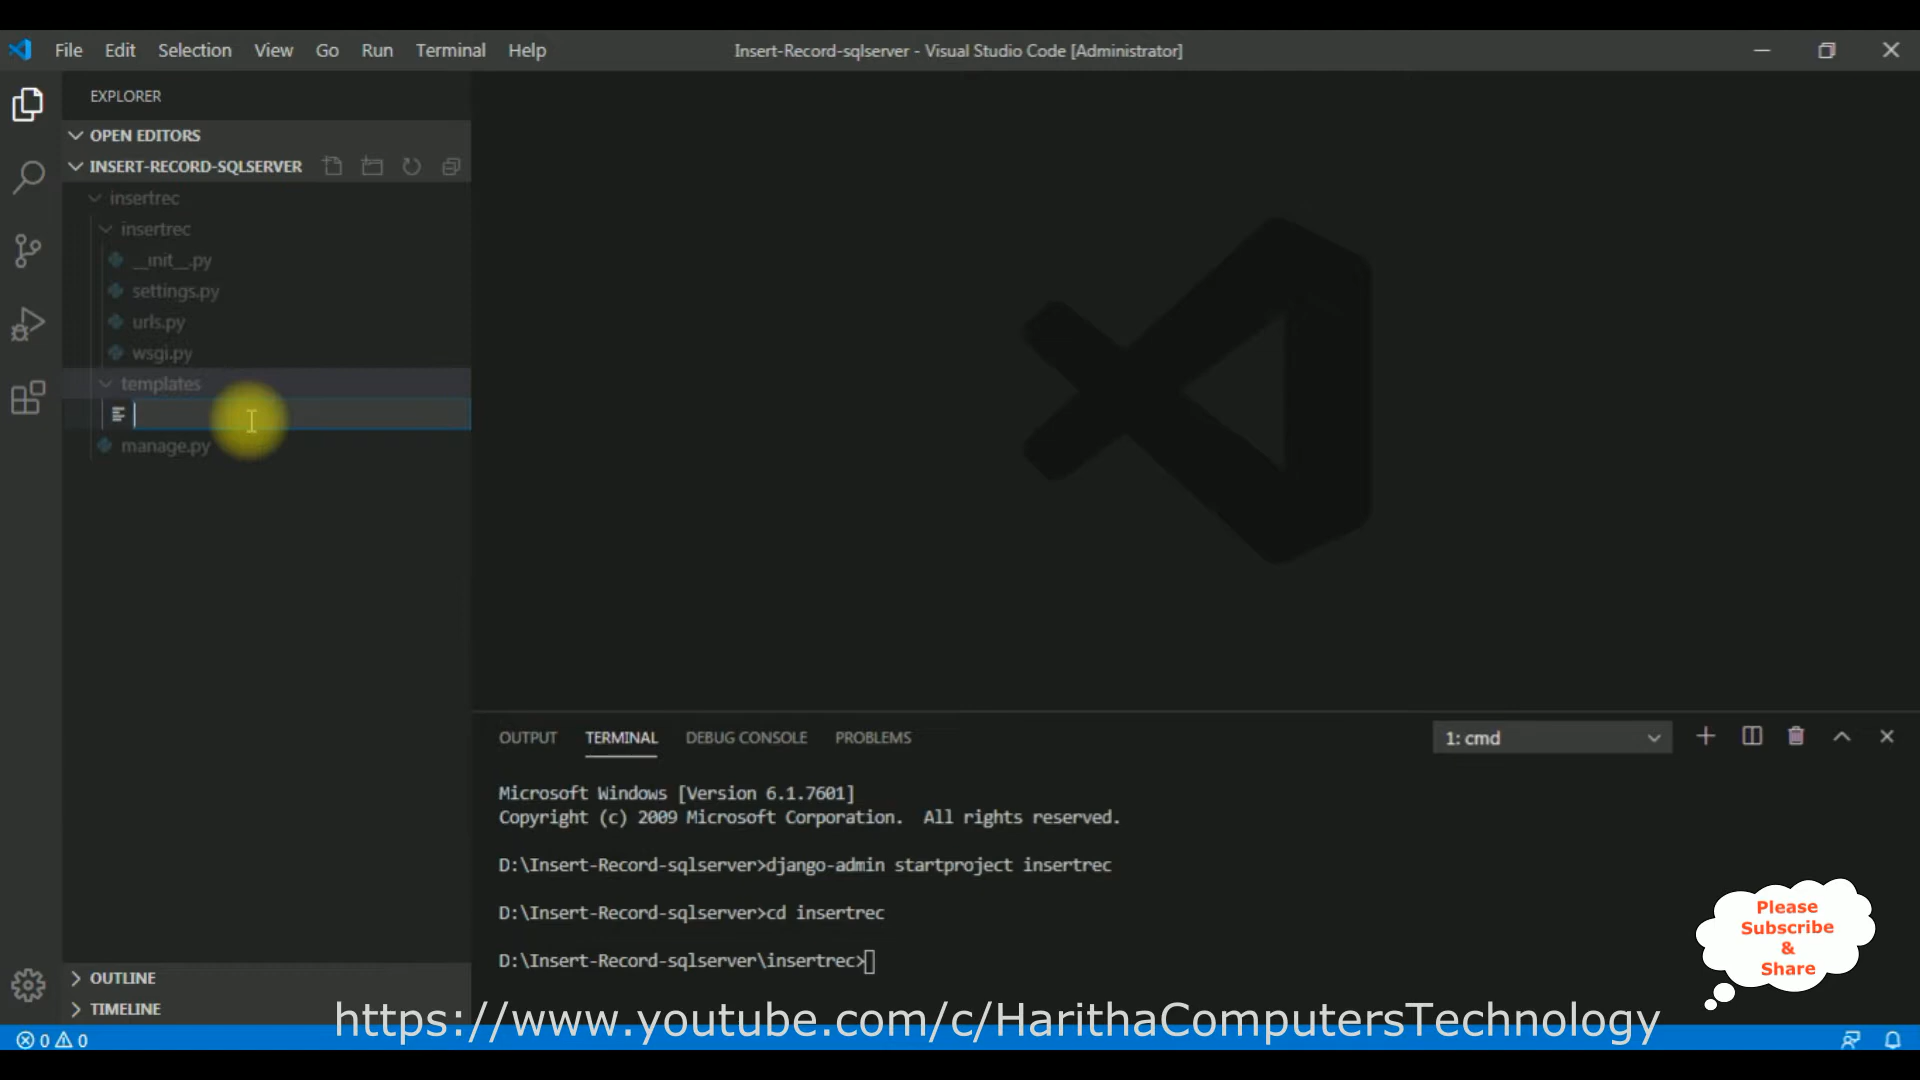 File Edit Selection View Go Run Terminal Help
Insert-Record-sqlserver - Visual Studio Code [Administrator]
EXPLORER
OPEN EDITORS
INSERT-RECORD-SQLSERVER
insertrec
insertrec
__init__.py
settings.py
urls.py
wsgi.py
templates
manage.py
OUTLINE
TIMELINE
OUTPUT TERMINAL DEBUG CONSOLE PROBLEMS
1: cmd
Microsoft Windows [Version 6.1.7601]
Copyright (c) 2009 Microsoft Corporation.  All rights reserved.
D:\Insert-Record-sqlserver>django-admin startproject insertrec
D:\Insert-Record-sqlserver>cd insertrec
D:\Insert-Record-sqlserver\insertrec>
Please
Subscribe
&
Share
https://www.youtube.com/c/HarithaComputersTechnology
0 0